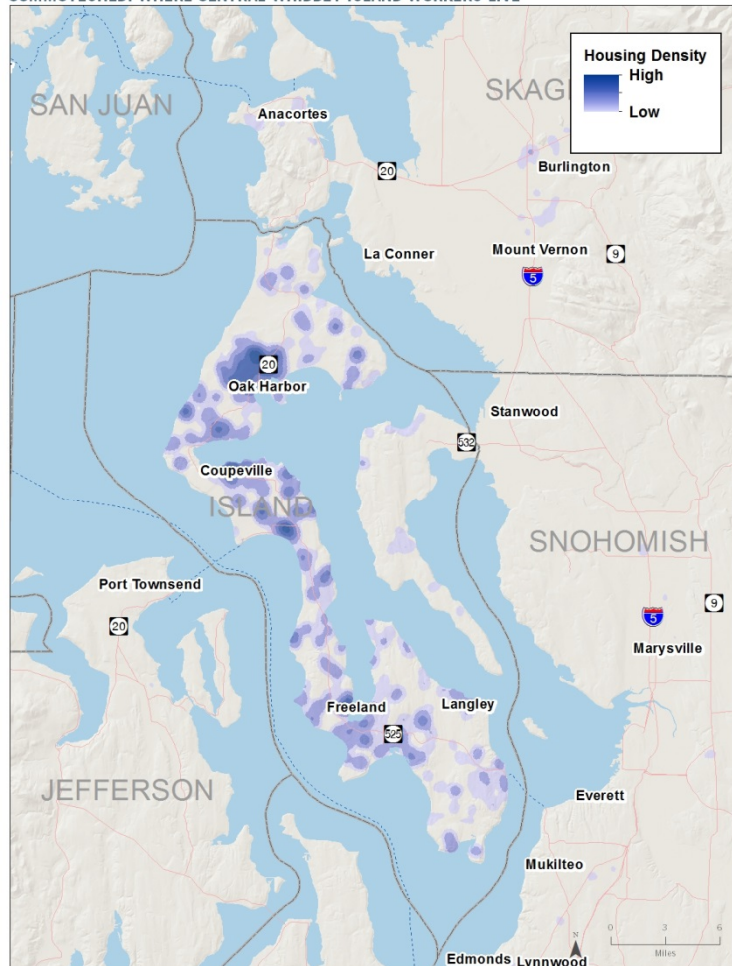 Housing Density
High
Low
SAN JUAN
Anacortes
20
Burlington
La Conner
Mount Vernon
9
5
20
Oak Harbor
Stanwood
532
Coupeville
ISLAND
SNOHOMISH
Port Townsend
20
5
9
Marysville
Freeland
Langley
525
JEFFERSON
Everett
Mukilteo
N
0 3 6
Miles
Edmonds
Lynnwood